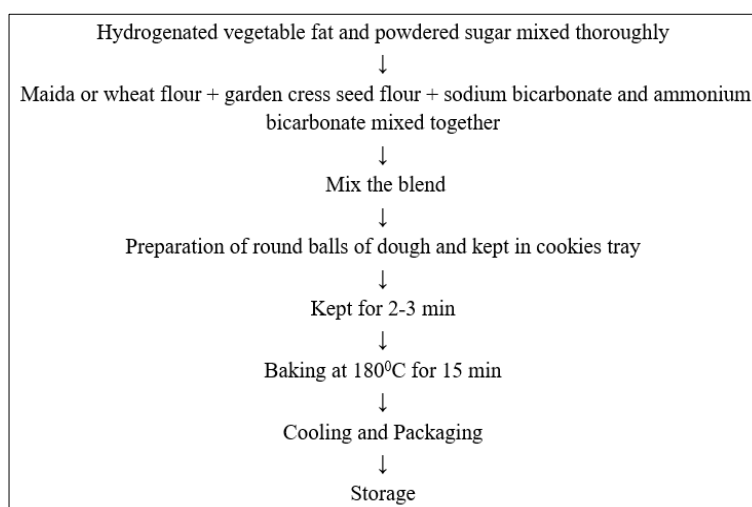 Hydrogenated vegetable fat and powdered sugar mixed thoroughly
↓
Maida or wheat flour + garden cress seed flour + sodium bicarbonate and ammonium
bicarbonate mixed together
↓
Mix the blend
↓
Preparation of round balls of dough and kept in cookies tray
↓
Kept for 2-3 min
↓
Baking at 180⁰C for 15 min
↓
Cooling and Packaging
↓
Storage